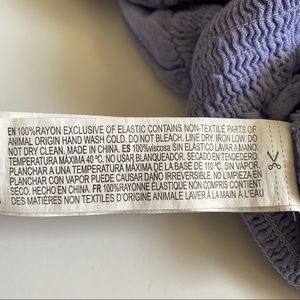 EN 100%RAYON EXCLUSIVE OF ELASTIC CONTAINS NON-TEXTILE PARTS OF
ANIMAL ORIGIN HAND WASH COLD. DO NOT BLEACH. LINE DRY. IRON LOW. DO
NOT DRY CLEAN. MADE IN CHINA. ES 100%viscosa SIN ELÁSTICO LAVAR A MANO.
TEMPERATURA MÁXIMA 40 ºC. NO USAR BLANQUEADOR. SECADO EN TENDEDERO.
PLANCHAR A UNA TEMPERATURA MÁXIMA DE LA BASE DE 110 ºC, SIN VAPOR.
PLANCHAR CON VAPOR PUEDE CAUSAR DAÑO IRREVERSIBLE. NO LIMPIAR EN
SECO. HECHO EN CHINA. FR 100%RAYONNE ÉLASTIQUE NON COMPRIS CONTIENT
DES MATIÈRES NON TEXTILES D'ORIGINE ANIMALE LAVER À LA MAIN À L'EAU